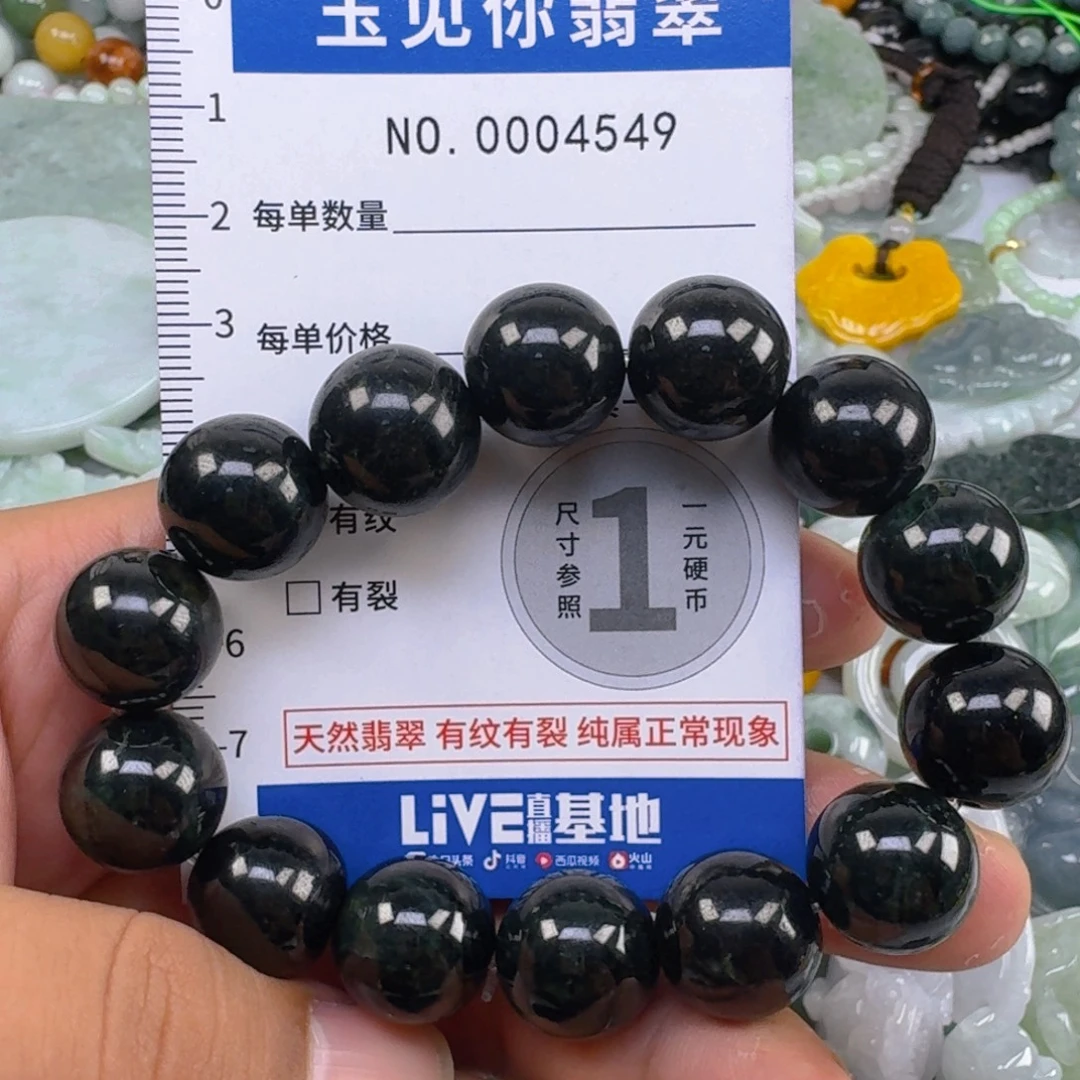 0
玉见你翡翠
1
NO. 0004549
2
每单数量
3
每单价格
有纹
尺寸参照
1
一元硬币
有裂
6
7
天然翡翠 有纹有裂 纯属正常现象
LiVE直播基地
头条 抖音 西瓜视频 火山